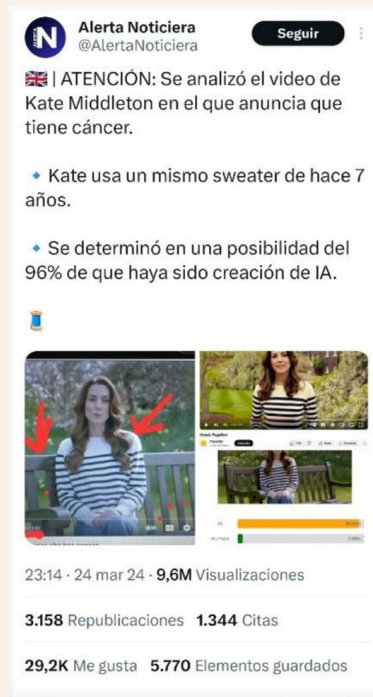 Alerta Noticiera
@AlertaNoticiera
Seguir
🇬🇧 | ATENCIÓN: Se analizó el video de
Kate Middleton en el que anuncia que
tiene cáncer.
🔹 Kate usa un mismo sweater de hace 7
años.
🔹 Se determinó en una posibilidad del
96% de que haya sido creación de IA.
🧵
23:14 · 24 mar 24 · 9,6M Visualizaciones
3.158 Republicaciones 1.344 Citas
29,2K Me gusta 5.770 Elementos guardados